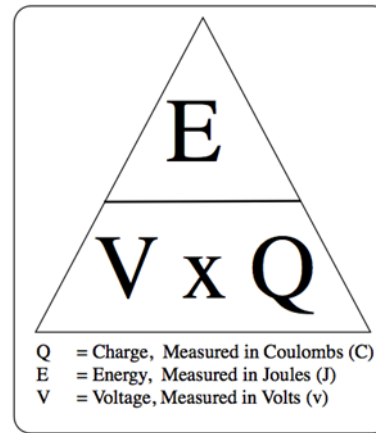 E
V x Q
Q = Charge, Measured in Coulombs (C)
E = Energy, Measured in Joules (J)
V = Voltage, Measured in Volts (v)